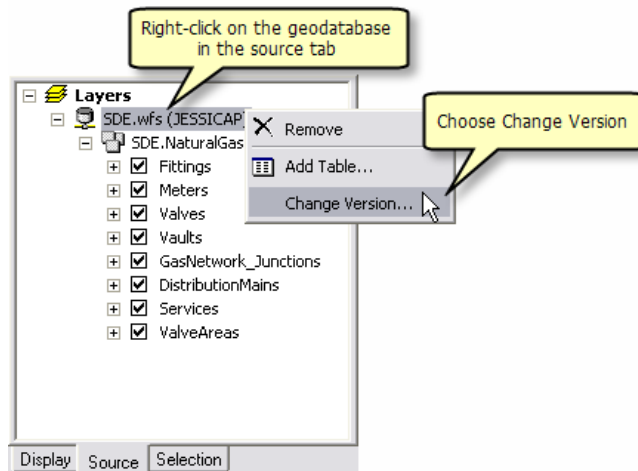 Right-click on the geodatabase
in the source tab
Layers
SDE.wfs (JESSICAP)
SDE.NaturalGas
Fittings
Meters
Valves
Vaults
GasNetwork_Junctions
DistributionMains
Services
ValveAreas
Remove
Add Table...
Change Version...
Choose Change Version
Display
Source
Selection